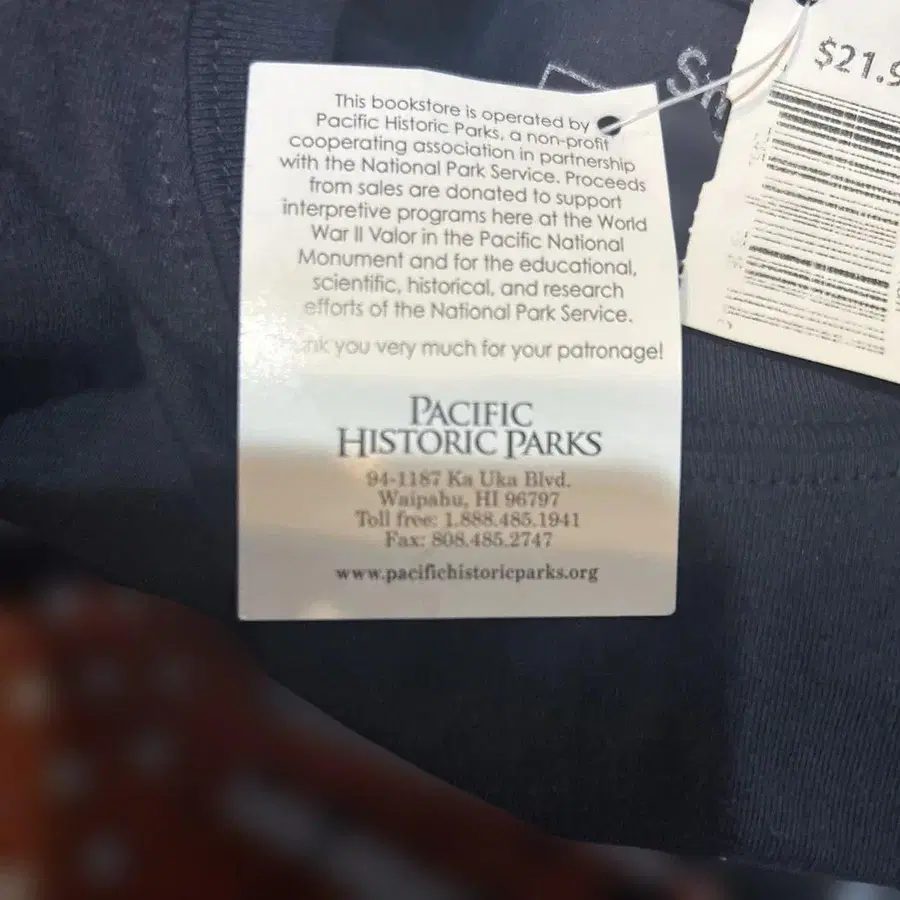 This bookstore is operated by
Pacific Historic Parks, a non-profit
cooperating association in partnership
with the National Park Service. Proceeds
from sales are donated to support
interpretive programs here at the World
War II Valor in the Pacific National
Monument and for the educational,
scientific, historical, and research
efforts of the National Park Service.
you very much for your patronage!
PACIFIC
HISTORIC PARKS
94-1187 Ka Uka Blvd.
Waipahu, HI 96797
Toll free: 1.888.485.1941
Fax: 808.485.2747
www.pacifichistoricparks.org